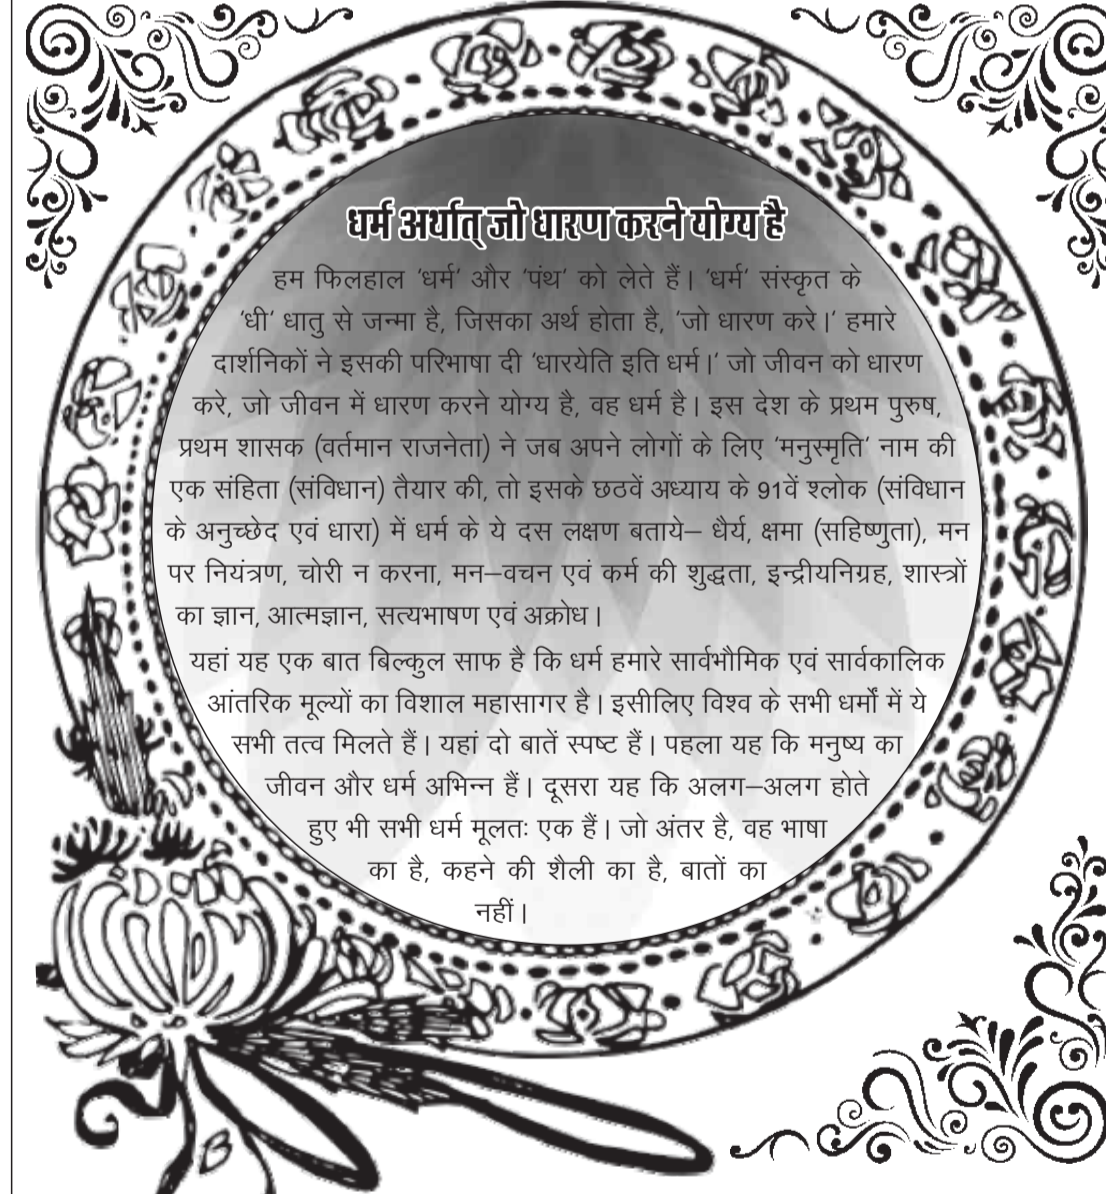 धर्म अर्थात् जो धारण करने योग्य है
हम फिलहाल 'धर्म' और 'पंथ' को लेते हैं। 'धर्म' संस्कृत के
'धी' धातु से जन्मा है, जिसका अर्थ होता है, 'जो धारण करे।' हमारे
दार्शनिकों ने इसकी परिभाषा दी 'धारयेति इति धर्म।' जो जीवन को धारण
करे, जो जीवन में धारण करने योग्य है, वह धर्म है। इस देश के प्रथम पुरुष,
प्रथम शासक (वर्तमान राजनेता) ने जब अपने लोगों के लिए 'मनुस्मृति' नाम की
एक संहिता (संविधान) तैयार की, तो इसके छठवें अध्याय के 91वें श्लोक (संविधान
के अनुच्छेद एवं धारा) में धर्म के ये दस लक्षण बताये– धैर्य, क्षमा (सहिष्णुता), मन
पर नियंत्रण, चोरी न करना, मन–वचन एवं कर्म की शुद्धता, इन्द्रीयनिग्रह, शास्त्रों
का ज्ञान, आत्मज्ञान, सत्यभाषण एवं अक्रोध।
यहां यह एक बात बिल्कुल साफ है कि धर्म हमारे सार्वभौमिक एवं सार्वकालिक
आंतरिक मूल्यों का विशाल महासागर है। इसीलिए विश्व के सभी धर्मों में ये
सभी तत्व मिलते हैं। यहां दो बातें स्पष्ट हैं। पहला यह कि मनुष्य का
जीवन और धर्म अभिन्न हैं। दूसरा यह कि अलग–अलग होते
हुए भी सभी धर्म मूलतः एक हैं। जो अंतर है, वह भाषा
का है, कहने की शैली का है, बातों का
नहीं।